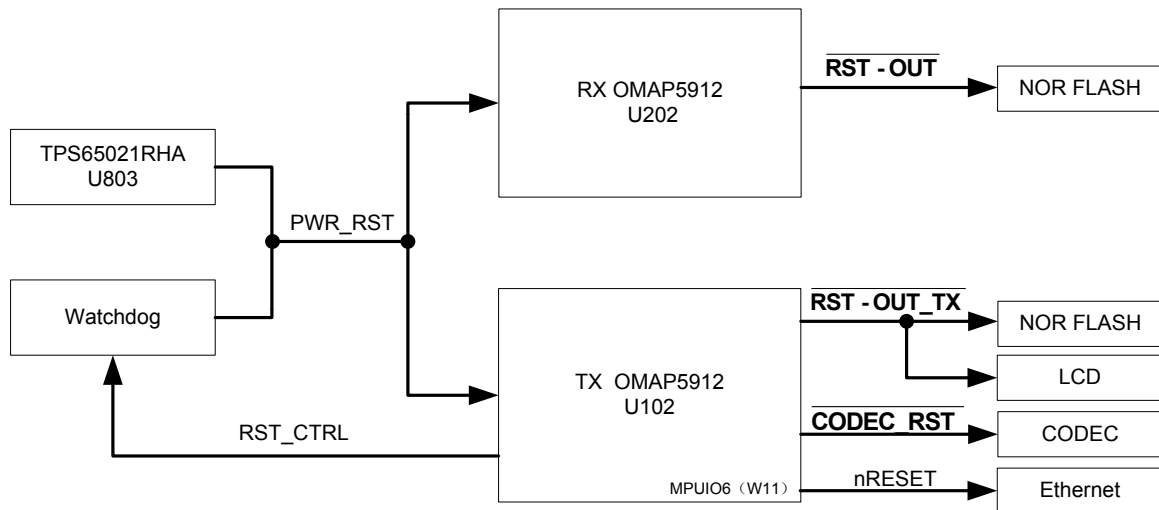 RX OMAP5912
U202
RST - OUT
NOR FLASH
TPS65021RHA
U803
PWR_RST
Watchdog
RST_CTRL
TX OMAP5912
U102
MPUIO6（W11）
RST - OUT_TX
NOR FLASH
LCD
CODEC_RST
CODEC
nRESET
Ethernet